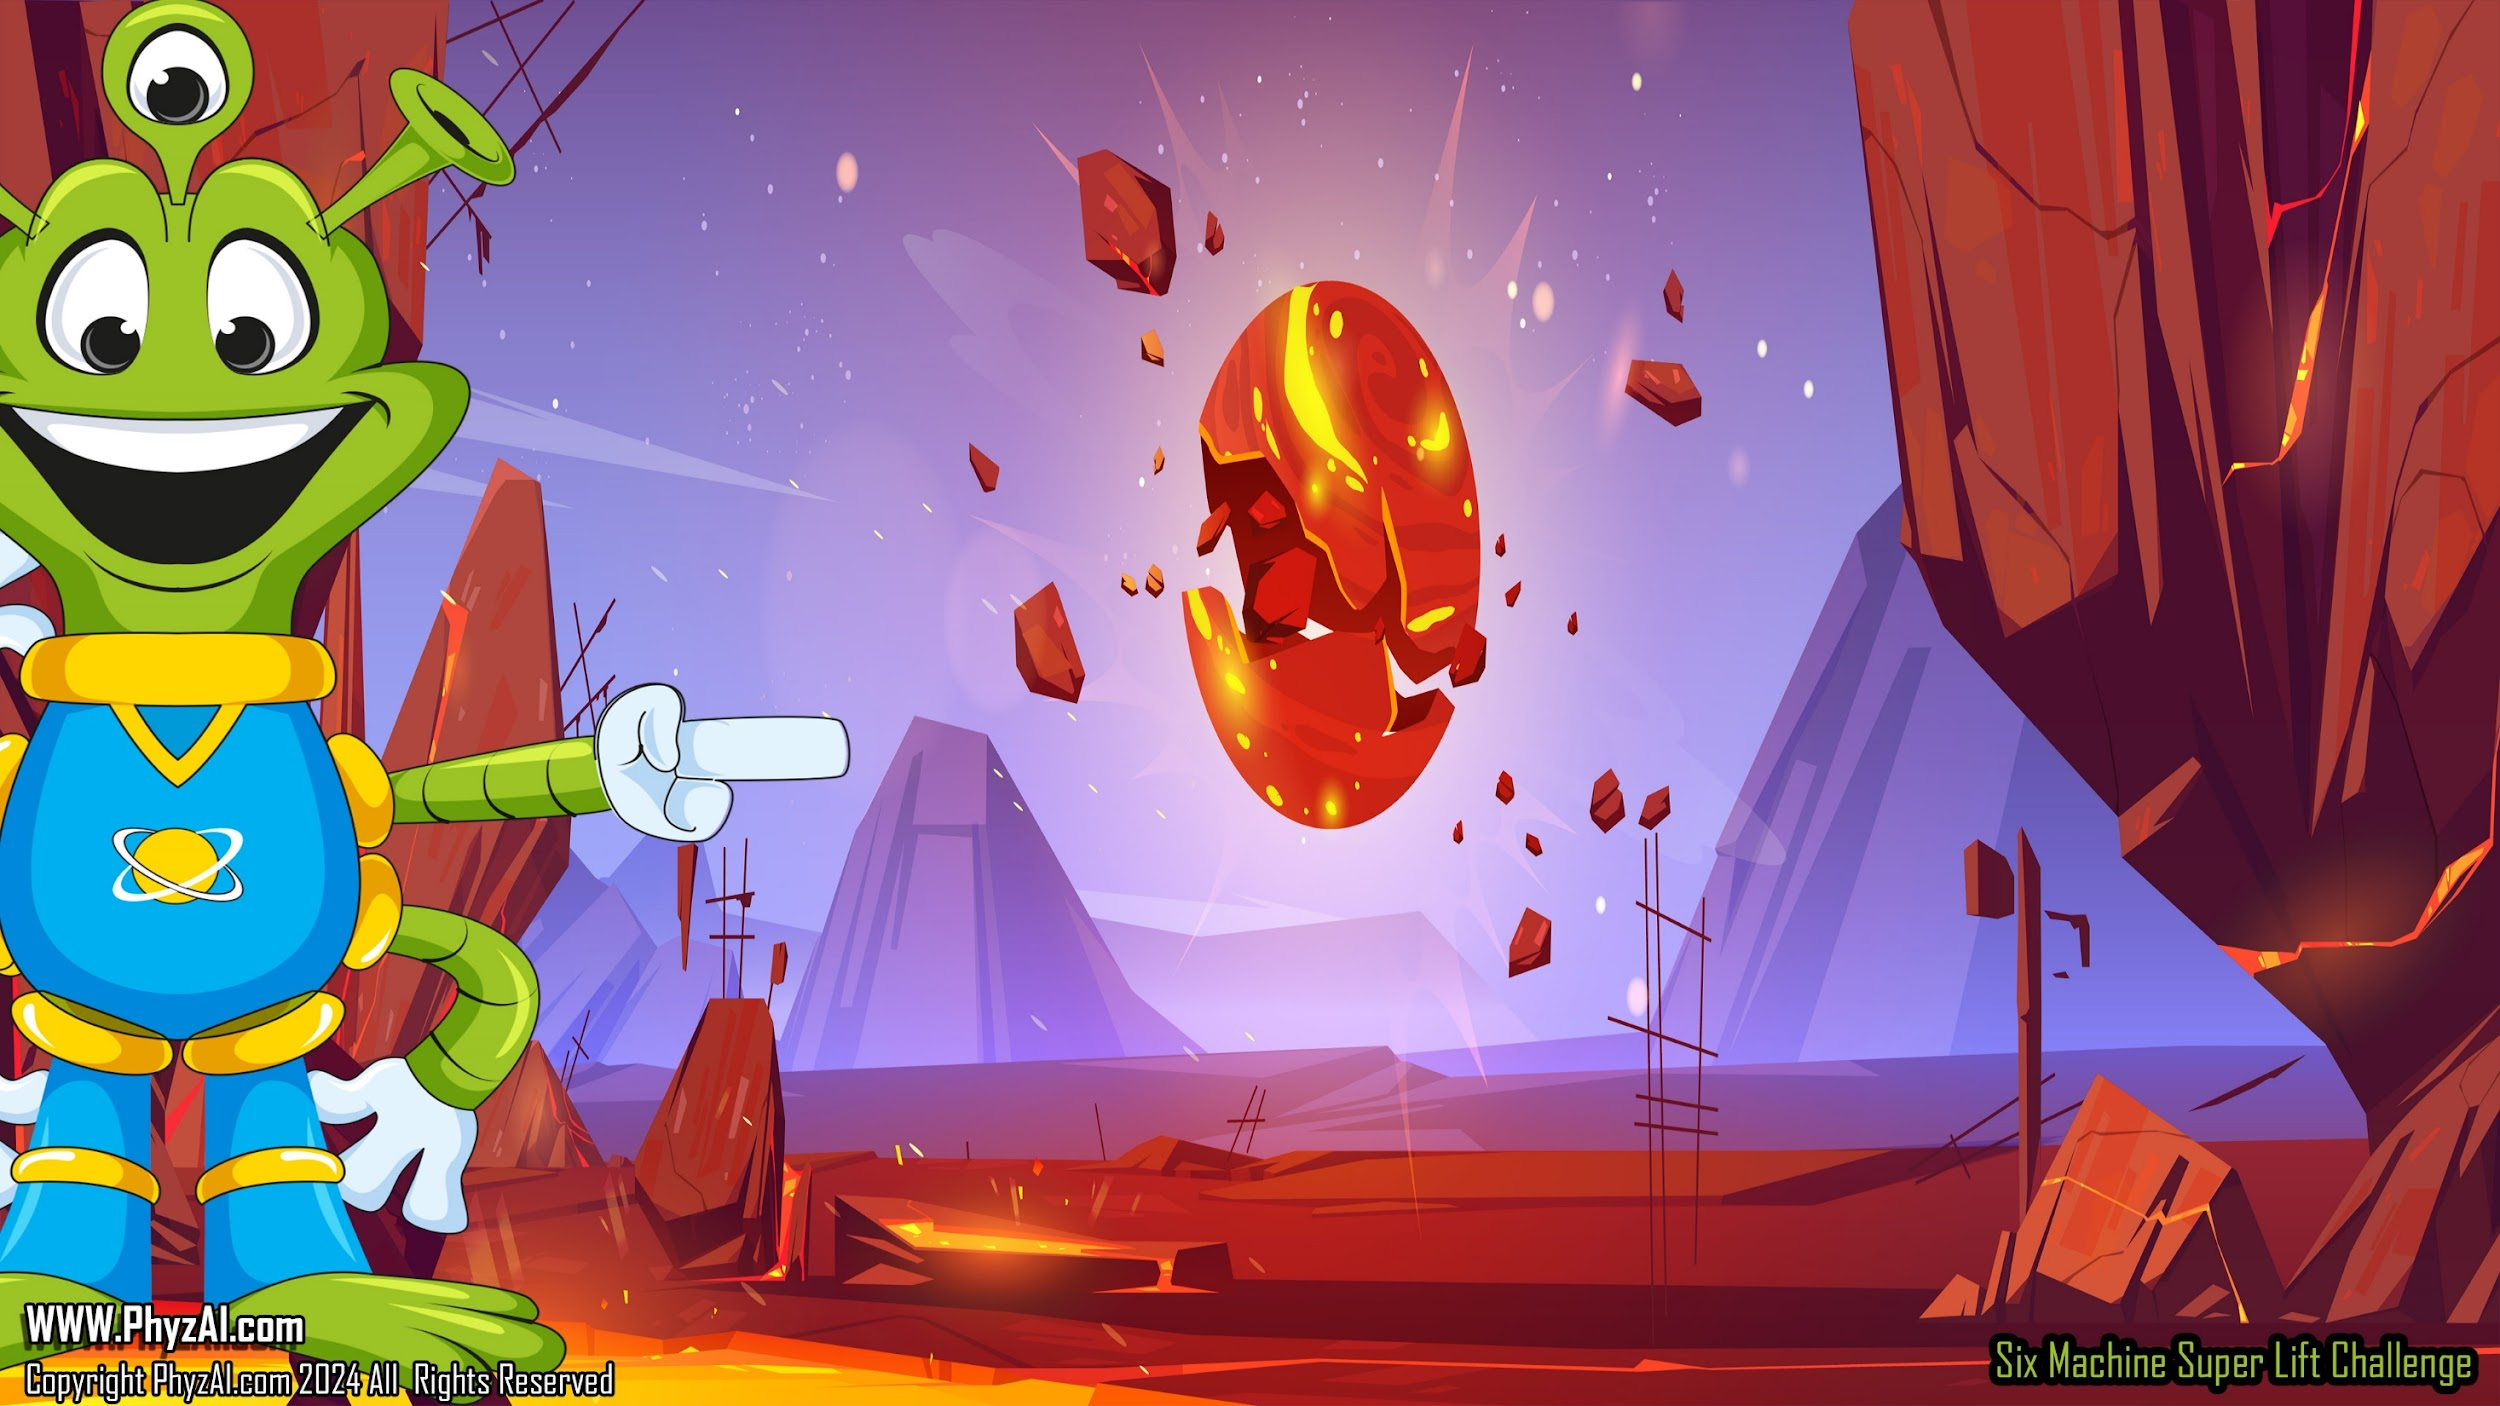 WWW.PhyzAI.com
Copyright PhyzAI.com 2024 All Rights Reserved
Six Machine Super Lift Challenge